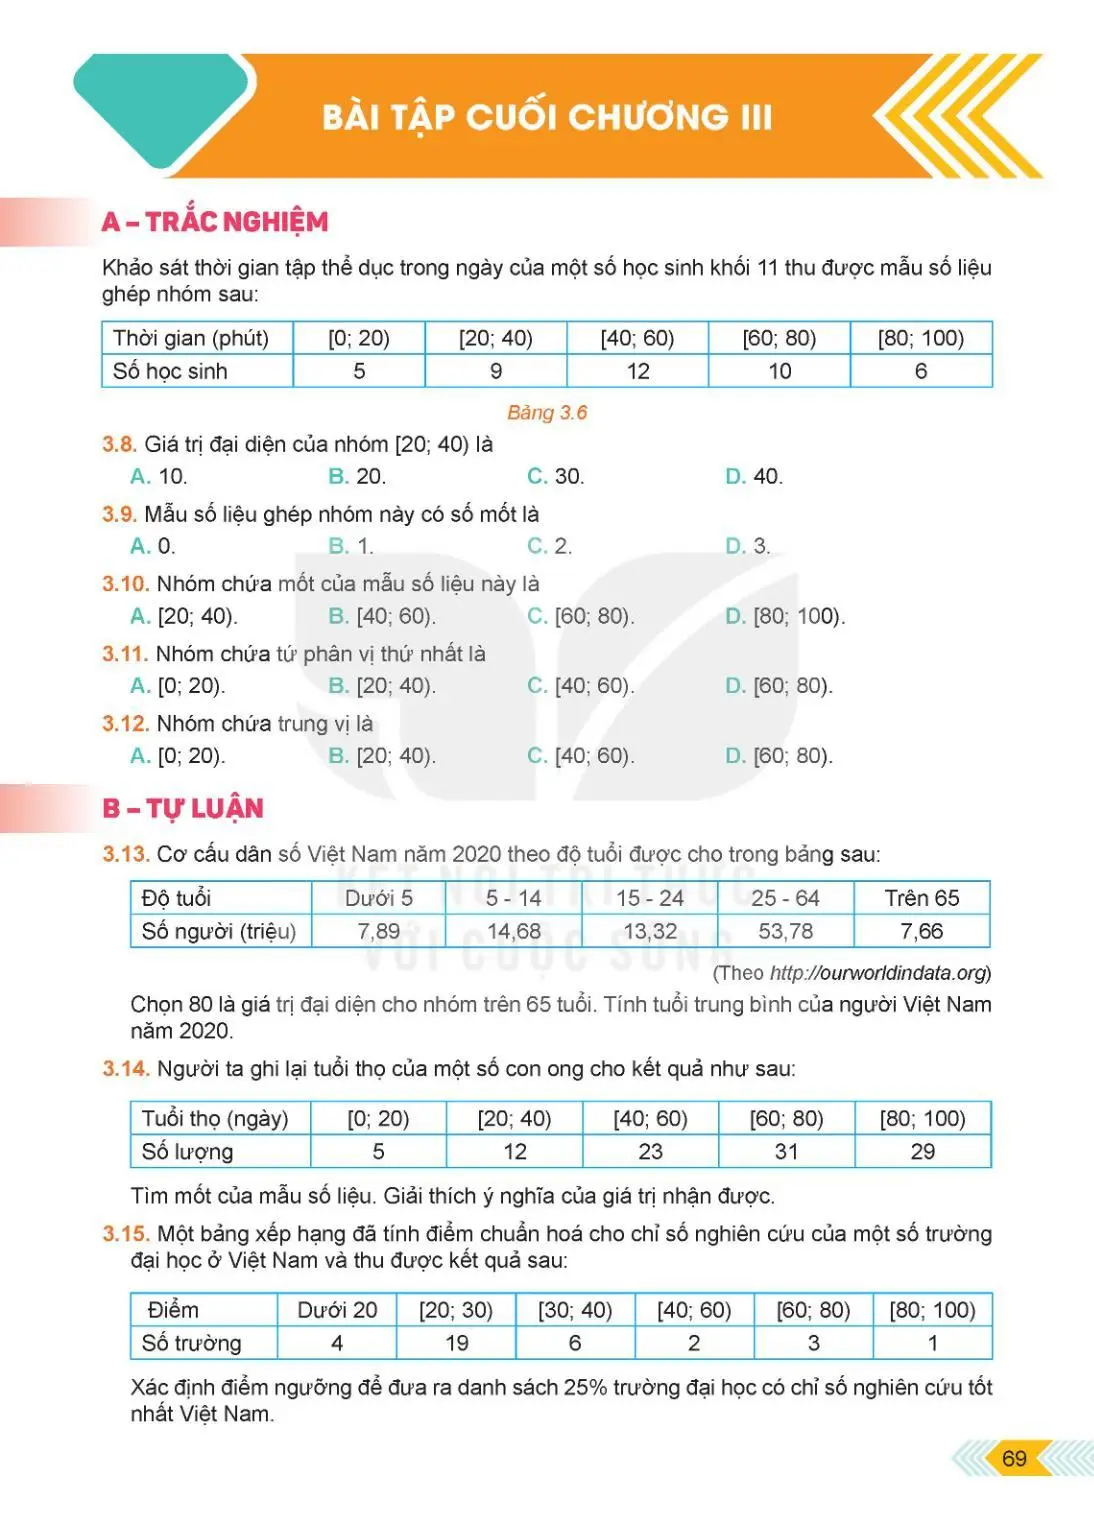 BÀI TẬP CUỐI CHƯƠNG III
A – TRẮC NGHIỆM
Khảo sát thời gian tập thể dục trong ngày của một số học sinh khối 11 thu được mẫu số liệu
ghép nhóm sau:
Thời gian (phút) [0; 20) [20; 40) [40; 60) [60; 80) [80; 100)
Số học sinh 5 9 12 10 6
Bảng 3.6
3.8. Giá trị đại diện của nhóm [20; 40) là
A. 10. B. 20. C. 30. D. 40.
3.9. Mẫu số liệu ghép nhóm này có số mốt là
A. 0. B. 1. C. 2. D. 3.
3.10. Nhóm chứa mốt của mẫu số liệu này là
A. [20; 40). B. [40; 60). C. [60; 80). D. [80; 100).
3.11. Nhóm chứa tứ phân vị thứ nhất là
A. [0; 20). B. [20; 40). C. [40; 60). D. [60; 80).
3.12. Nhóm chứa trung vị là
A. [0; 20). B. [20; 40). C. [40; 60). D. [60; 80).
B – TỰ LUẬN
3.13. Cơ cấu dân số Việt Nam năm 2020 theo độ tuổi được cho trong bảng sau:
KẾT NỐI TRI THỨC
Độ tuổi Dưới 5 5 - 14 15 - 24 25 - 64 Trên 65
Số người (triệu) 7,89 14,68 13,32 53,78 7,66
VỚI CUỘC SỐNG
(Theo http://ourworldindata.org)
Chọn 80 là giá trị đại diện cho nhóm trên 65 tuổi. Tính tuổi trung bình của người Việt Nam
năm 2020.
3.14. Người ta ghi lại tuổi thọ của một số con ong cho kết quả như sau:
Tuổi thọ (ngày) [0; 20) [20; 40) [40; 60) [60; 80) [80; 100)
Số lượng 5 12 23 31 29
Tìm mốt của mẫu số liệu. Giải thích ý nghĩa của giá trị nhận được.
3.15. Một bảng xếp hạng đã tính điểm chuẩn hoá cho chỉ số nghiên cứu của một số trường
đại học ở Việt Nam và thu được kết quả sau:
Điểm Dưới 20 [20; 30) [30; 40) [40; 60) [60; 80) [80; 100)
Số trường 4 19 6 2 3 1
Xác định điểm ngưỡng để đưa ra danh sách 25% trường đại học có chỉ số nghiên cứu tốt
nhất Việt Nam.
69